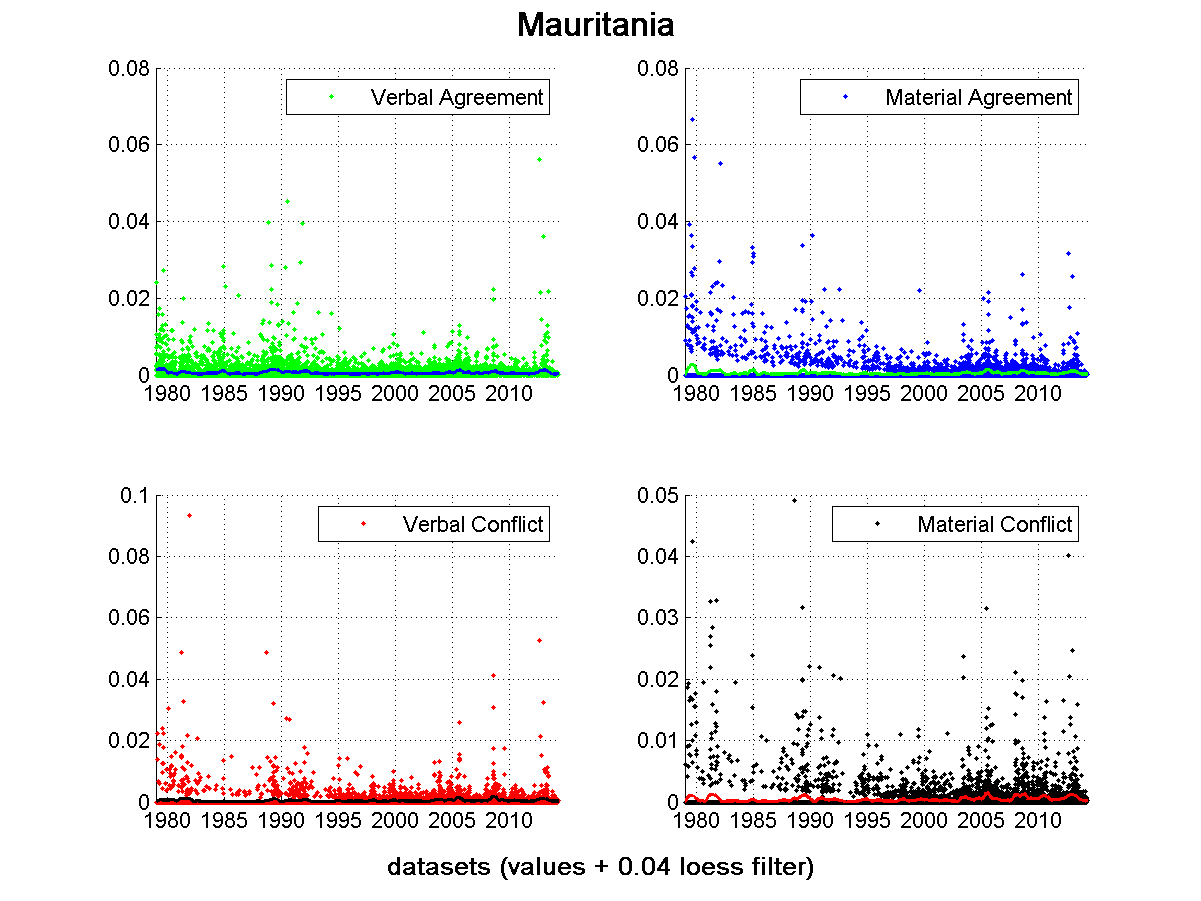 Mauritania
0.08
0.06
0.04
0.02
0
1980 1985 1990 1995 2000 2005 2010
Verbal Agreement
0.08
0.06
0.04
0.02
0
1980 1985 1990 1995 2000 2005 2010
Material Agreement
0.1
0.08
0.06
0.04
0.02
0
1980 1985 1990 1995 2000 2005 2010
Verbal Conflict
0.05
0.04
0.03
0.02
0.01
0
1980 1985 1990 1995 2000 2005 2010
Material Conflict
datasets (values + 0.04 loess filter)